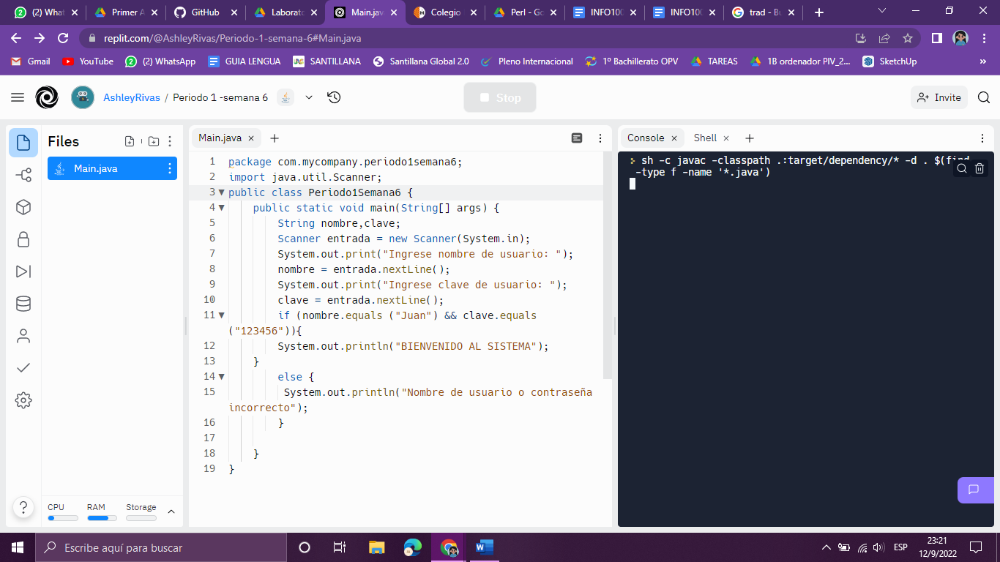 (2) What
Primer A
GitHub
Laborato
Main.java
Colegio
Perl - Go
INFO100
INFO100
trad - Bu
replit.com/@AshleyRivas/Periodo-1-semana-6#Main.java
Gmail
YouTube
(2) WhatsApp
GUIA LENGUA
SANTILLANA
Santillana Global 2.0
Pleno Internacional
1º Bachillerato OPV
TAREAS
1B ordenador PIV_2...
SketchUp
»
AshleyRivas / Periodo 1 -semana 6
Stop
Invite
Files
Main.java
CPU
RAM
Storage
Main.java
1 package com.mycompany.periodo1semana6;
2 import java.util.Scanner;
3 public class Periodo1Semana6 {
4 public static void main(String[] args) {
5 String nombre,clave;
6 Scanner entrada = new Scanner(System.in);
7 System.out.print("Ingrese nombre de usuario: ");
8 nombre = entrada.nextLine();
9 System.out.print("Ingrese clave de usuario: ");
10 clave = entrada.nextLine();
11 if (nombre.equals ("Juan") && clave.equals
("123456")){
12 System.out.println("BIENVENIDO AL SISTEMA");
13 }
14 else {
15 System.out.println("Nombre de usuario o contraseña
incorrecto");
16 }
17
18 }
19 }
Console
Shell
sh -c javac -classpath .:target/dependency/* -d . $(find
-type f -name '*.java')
Escribe aquí para buscar
ESP
23:21
12/9/2022